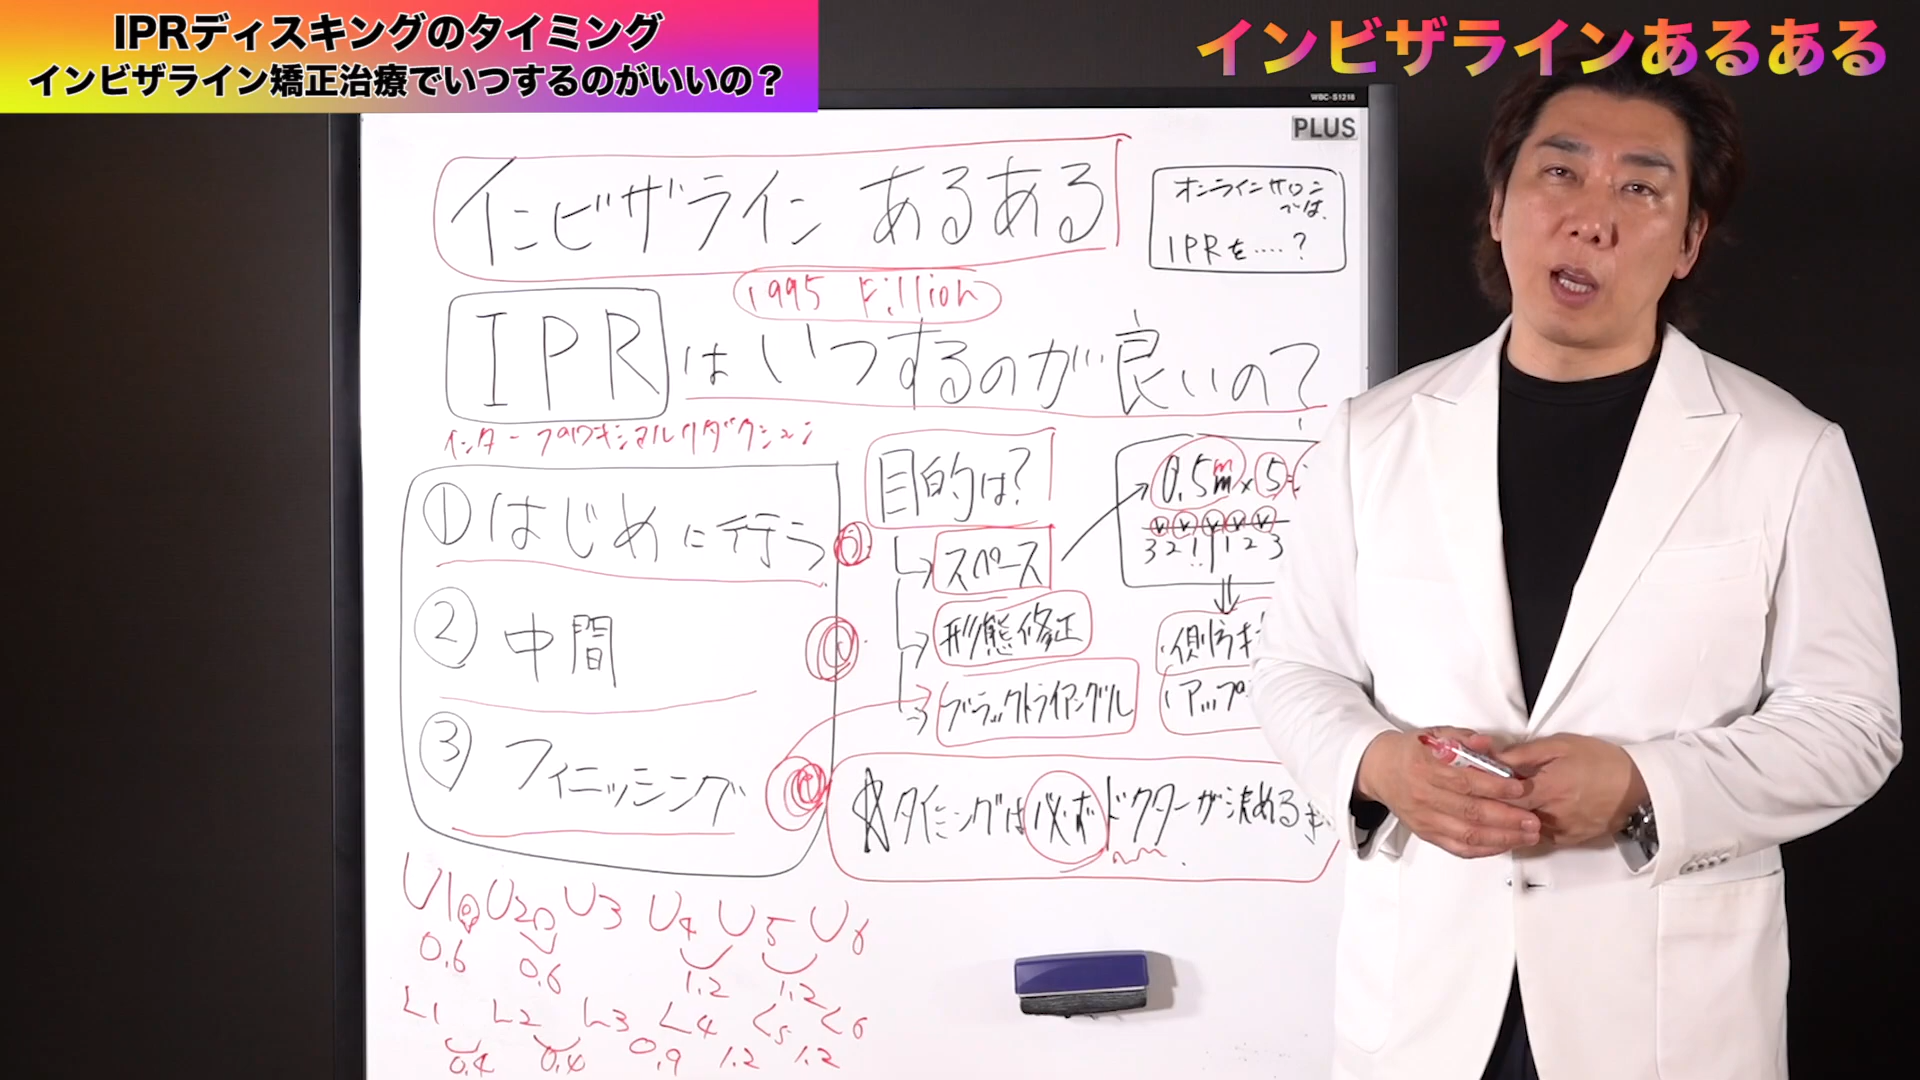 IPRディスキングのタイミング
インビザライン矯正治療でいつするのがいいの？
インビザラインあるある
WBC-S1218
PLUS
インビザライン あるある
オンラインサロン
では、
IPRを....?
1995 Fillion
IPRはいつするのが良いの?
インタープロキシマルリダクション
①はじめに行う
②中間
③フィニッシング
目的は?
スペース
形態修正
ブラックトライアングル
0.5mm×5=
3 2 1 1 2 3
側方
アップ
タイミングは必ずドクターが決める
U1 U2 U3 U4 U5 U6
0.6 0.6 1.2 1.2
L1 L2 L3 L4 L5 L6
0.4 0.4 0.9 1.2 1.2